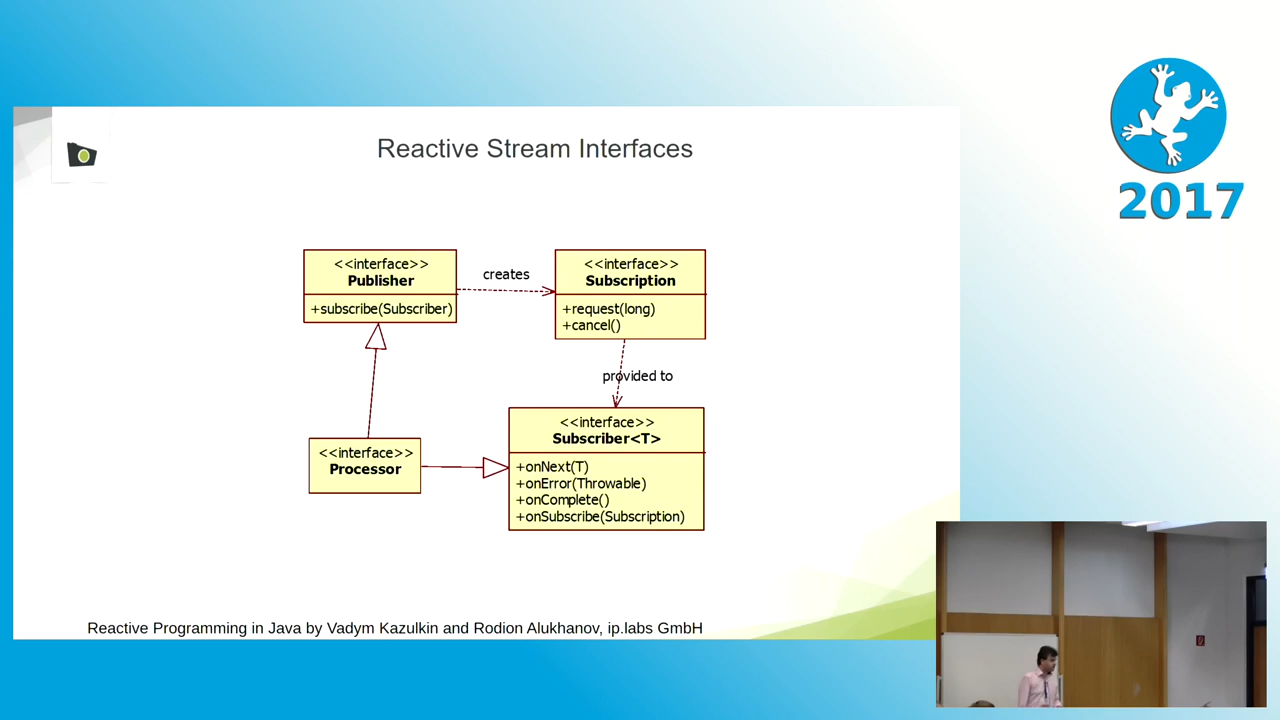 Reactive Stream Interfaces
2017
<<interface>>
Publisher
+subscribe(Subscriber)
creates
<<interface>>
Subscription
+request(long)
+cancel()
provided to
<<interface>>
Processor
<<interface>>
Subscriber<T>
+onNext(T)
+onError(Throwable)
+onComplete()
+onSubscribe(Subscription)
Reactive Programming in Java by Vadym Kazulkin and Rodion Alukhanov, ip.labs GmbH